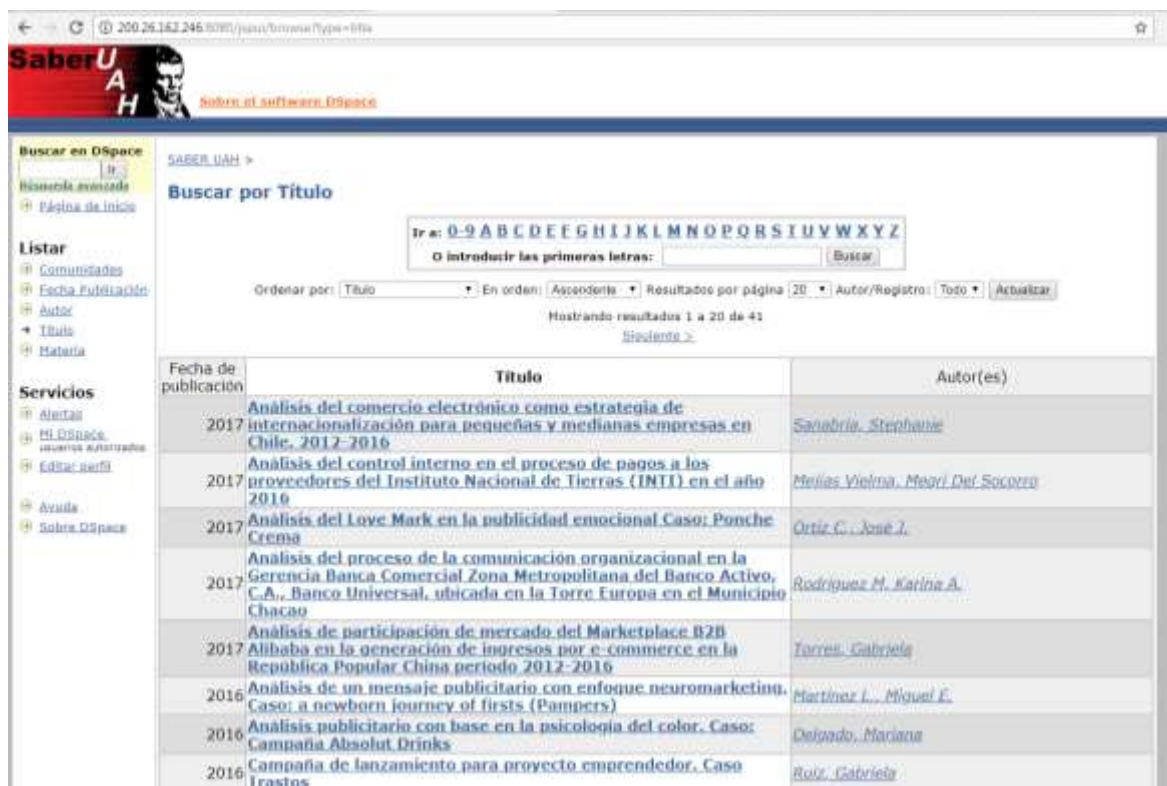 200.26.162.246:8080/jspui/browse?type=title
SaberUAH
Sobre el software DSpace
Buscar en DSpace
Ir
Búsqueda avanzada
Página de inicio
Listar
Comunidades
Fecha Publicación
Autor
Título
Materia
Servicios
Alertas
Mi DSpace
usuarios autorizados
Editar perfil
Ayuda
Sobre DSpace
SABER UAH >
Buscar por Título
Ir a: 0-9 A B C D E F G H I J K L M N O P Q R S T U V W X Y Z
O introducir las primeras letras: Buscar
Ordenar por: Título En orden: Ascendente Resultados por página 20 Autor/Registro: Todo Actualizar
Mostrando resultados 1 a 20 de 41
Siguiente >
Fecha de publicación Título Autor(es)
Análisis del comercio electrónico como estrategia de
2017 internacionalización para pequeñas y medianas empresas en Sanabria, Stephanie
Chile. 2012-2016
Análisis del control interno en el proceso de pagos a los
2017 proveedores del Instituto Nacional de Tierras (INTI) en el año Mejías Vielma, Megri Del Socorro
2016
2017 Análisis del Love Mark en la publicidad emocional Caso: Ponche Ortiz C., José J.
Crema
Análisis del proceso de la comunicación organizacional en la
2017 Gerencia Banca Comercial Zona Metropolitana del Banco Activo, Rodríguez M, Karina A.
C.A., Banco Universal, ubicada en la Torre Europa en el Municipio
Chacao
Análisis de participación de mercado del Marketplace B2B
2017 Alibaba en la generación de ingresos por e-commerce en la Torres, Gabriela
República Popular China período 2012-2016
2016 Análisis de un mensaje publicitario con enfoque neuromarketing. Martínez L., Miguel E.
Caso: a newborn journey of firsts (Pampers)
2016 Análisis publicitario con base en la psicología del color. Caso: Delgado, Mariana
Campaña Absolut Drinks
2016 Campaña de lanzamiento para proyecto emprendedor. Caso Ruiz, Gabriela
Trastos